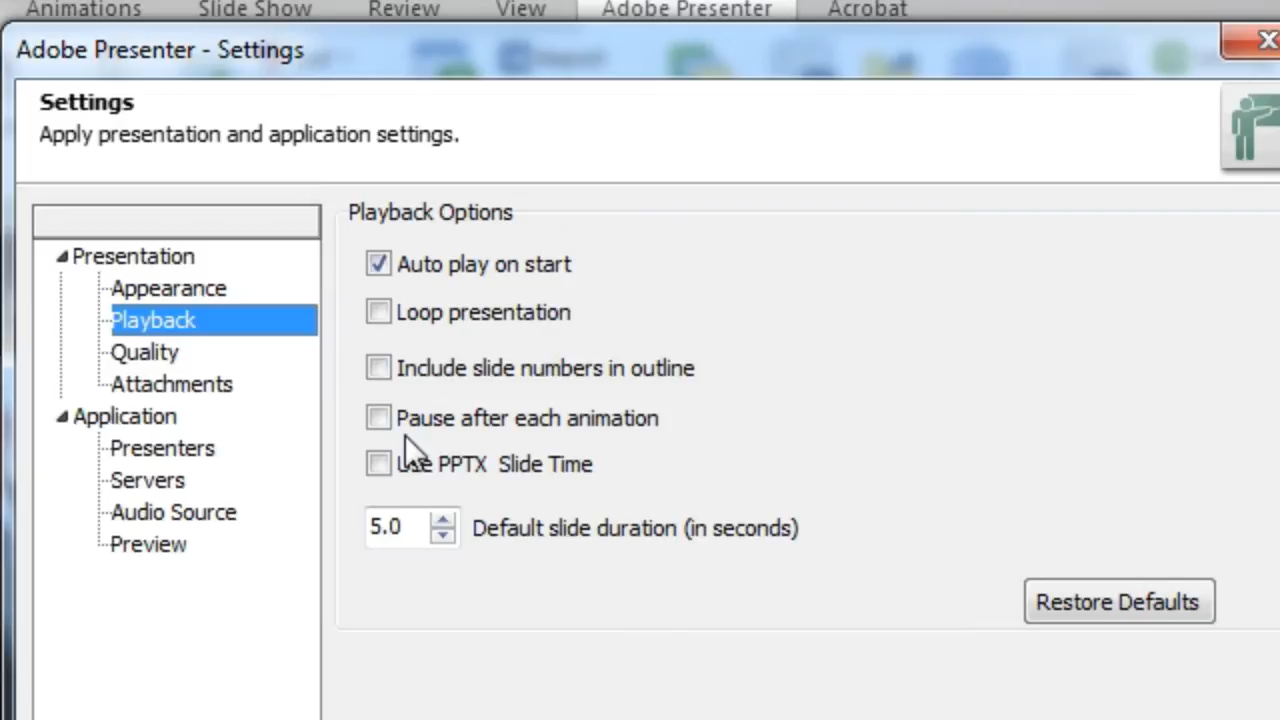 Animations Slide Show Review View Adobe Presenter Acrobat
Adobe Presenter - Settings
Settings
Apply presentation and application settings.
Presentation
Appearance
Playback
Quality
Attachments
Application
Presenters
Servers
Audio Source
Preview
Playback Options
Auto play on start
Loop presentation
Include slide numbers in outline
Pause after each animation
Use PPTX Slide Time
5.0 Default slide duration (in seconds)
Restore Defaults